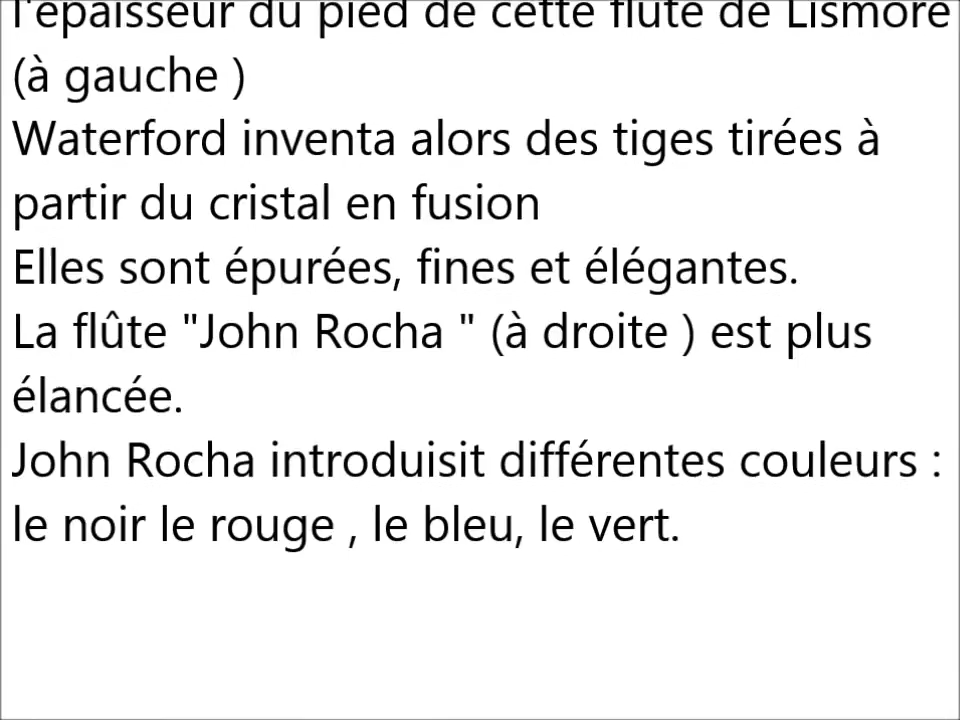 l'épaisseur du pied de cette flûte de Lismore
(à gauche )
Waterford inventa alors des tiges tirées à
partir du cristal en fusion
Elles sont épurées, fines et élégantes.
La flûte "John Rocha " (à droite ) est plus
élancée.
John Rocha introduisit différentes couleurs :
le noir le rouge , le bleu, le vert.